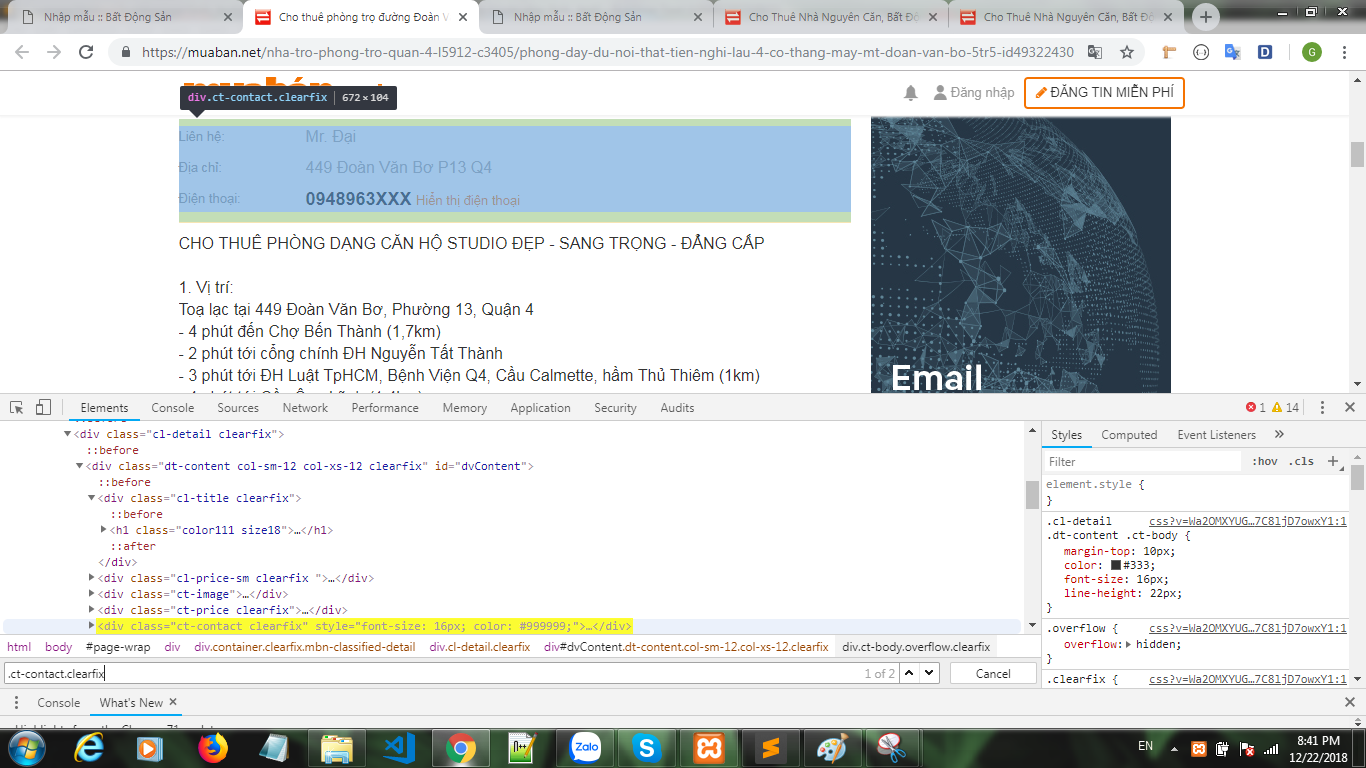 Nhập mẫu :: Bất Động Sản
Cho thuê phòng trọ đường Đoàn V
Nhập mẫu :: Bất Động Sản
Cho Thuê Nhà Nguyên Căn, Bất Độ
Cho Thuê Nhà Nguyên Căn, Bất Độ
https://muaban.net/nha-tro-phong-tro-quan-4-l5912-c3405/phong-day-du-noi-that-tien-nghi-lau-4-co-thang-may-mt-doan-van-bo-5tr5-id49322430
D
G
div.ct-contact.clearfix | 672×104
Đăng nhập
ĐĂNG TIN MIỄN PHÍ
Liên hệ: Mr. Đại
Địa chỉ: 449 Đoàn Văn Bơ P13 Q4
Điện thoại: 0948963XXX Hiển thị điện thoại
CHO THUÊ PHÒNG DẠNG CĂN HỘ STUDIO ĐẸP - SANG TRỌNG - ĐẲNG CẤP
1. Vị trí:
Toạ lạc tại 449 Đoàn Văn Bơ, Phường 13, Quận 4
- 4 phút đến Chợ Bến Thành (1,7km)
- 2 phút tới cổng chính ĐH Nguyễn Tất Thành
- 3 phút tới ĐH Luật TpHCM, Bệnh Viện Q4, Cầu Calmette, hầm Thủ Thiêm (1km)
Email
Elements Console Sources Network Performance Memory Application Security Audits 1 14
<div class="cl-detail clearfix">
::before
<div class="dt-content col-sm-12 col-xs-12 clearfix" id="dvContent">
::before
<div class="cl-title clearfix">
::before
<h1 class="color111 size18">…</h1>
::after
</div>
<div class="cl-price-sm clearfix ">…</div>
<div class="ct-image">…</div>
<div class="ct-price clearfix">…</div>
<div class="ct-contact clearfix" style="font-size: 16px; color: #999999;">…</div>
html body #page-wrap div div.container.clearfix.mbn-classified-detail div.cl-detail.clearfix div#dvContent.dt-content.col-sm-12.col-xs-12.clearfix div.ct-body.overflow.clearfix
.ct-contact.clearfix 1 of 2 Cancel
Styles Computed Event Listeners »
Filter :hov .cls +
element.style {
}
.cl-detail css?v=Wa2OMXYUG…7C8ljD7owxY1:1
.dt-content .ct-body {
margin-top: 10px;
color: #333;
font-size: 16px;
line-height: 22px;
}
.overflow { css?v=Wa2OMXYUG…7C8ljD7owxY1:1
overflow: hidden;
}
.clearfix { css?v=Wa2OMXYUG…7C8ljD7owxY1:1
Console What's New
Zalo
EN
8:41 PM
12/22/2018